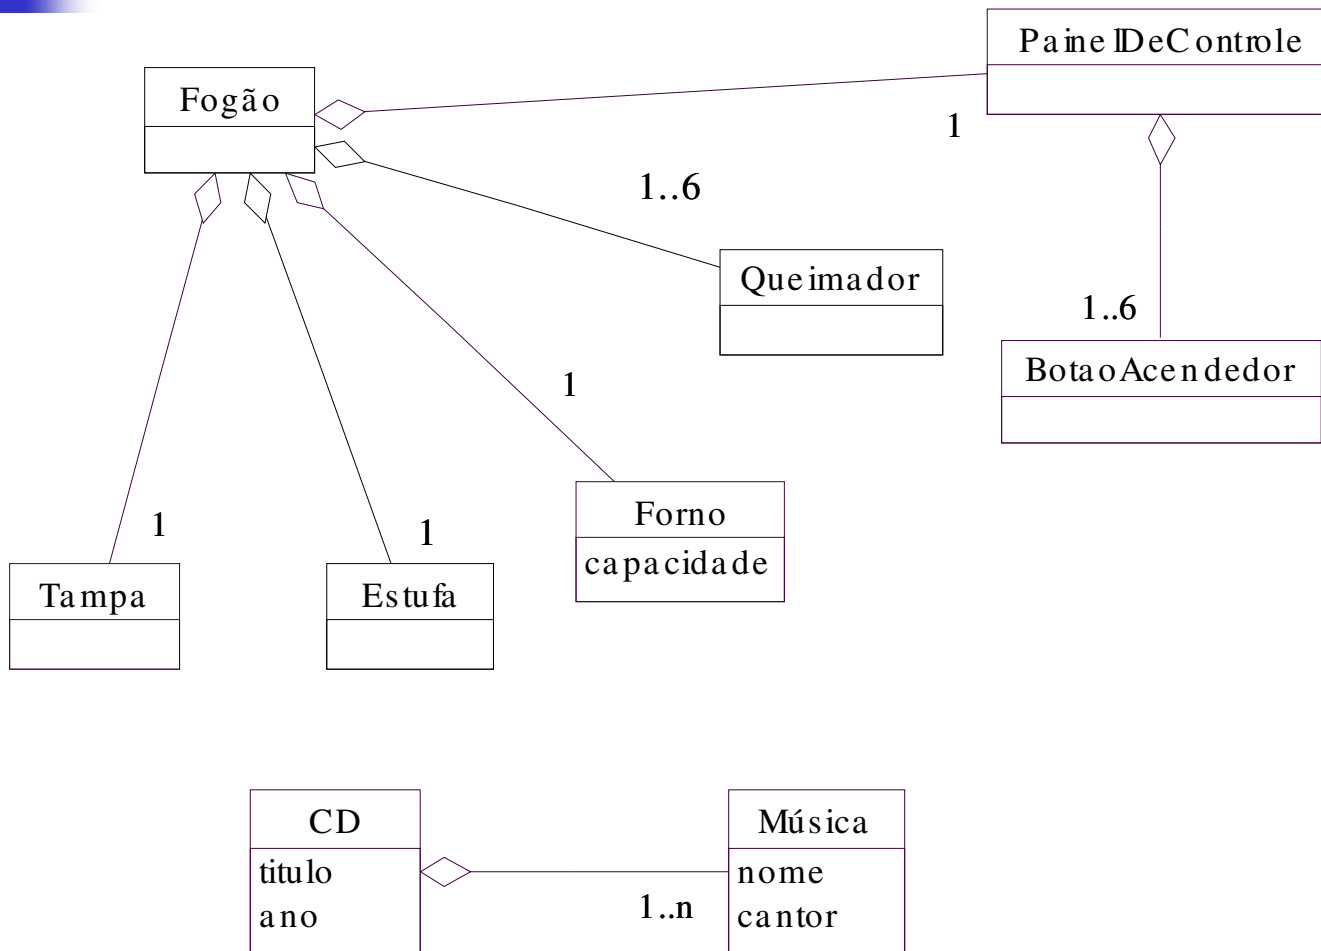 PainelDeControle
Fogão
1
1..6
Queimador
1..6
BotaoAcendedor
1
Forno
capacidade
1
1
Tampa
Estufa
CD
titulo
ano
1..n
Música
nome
cantor